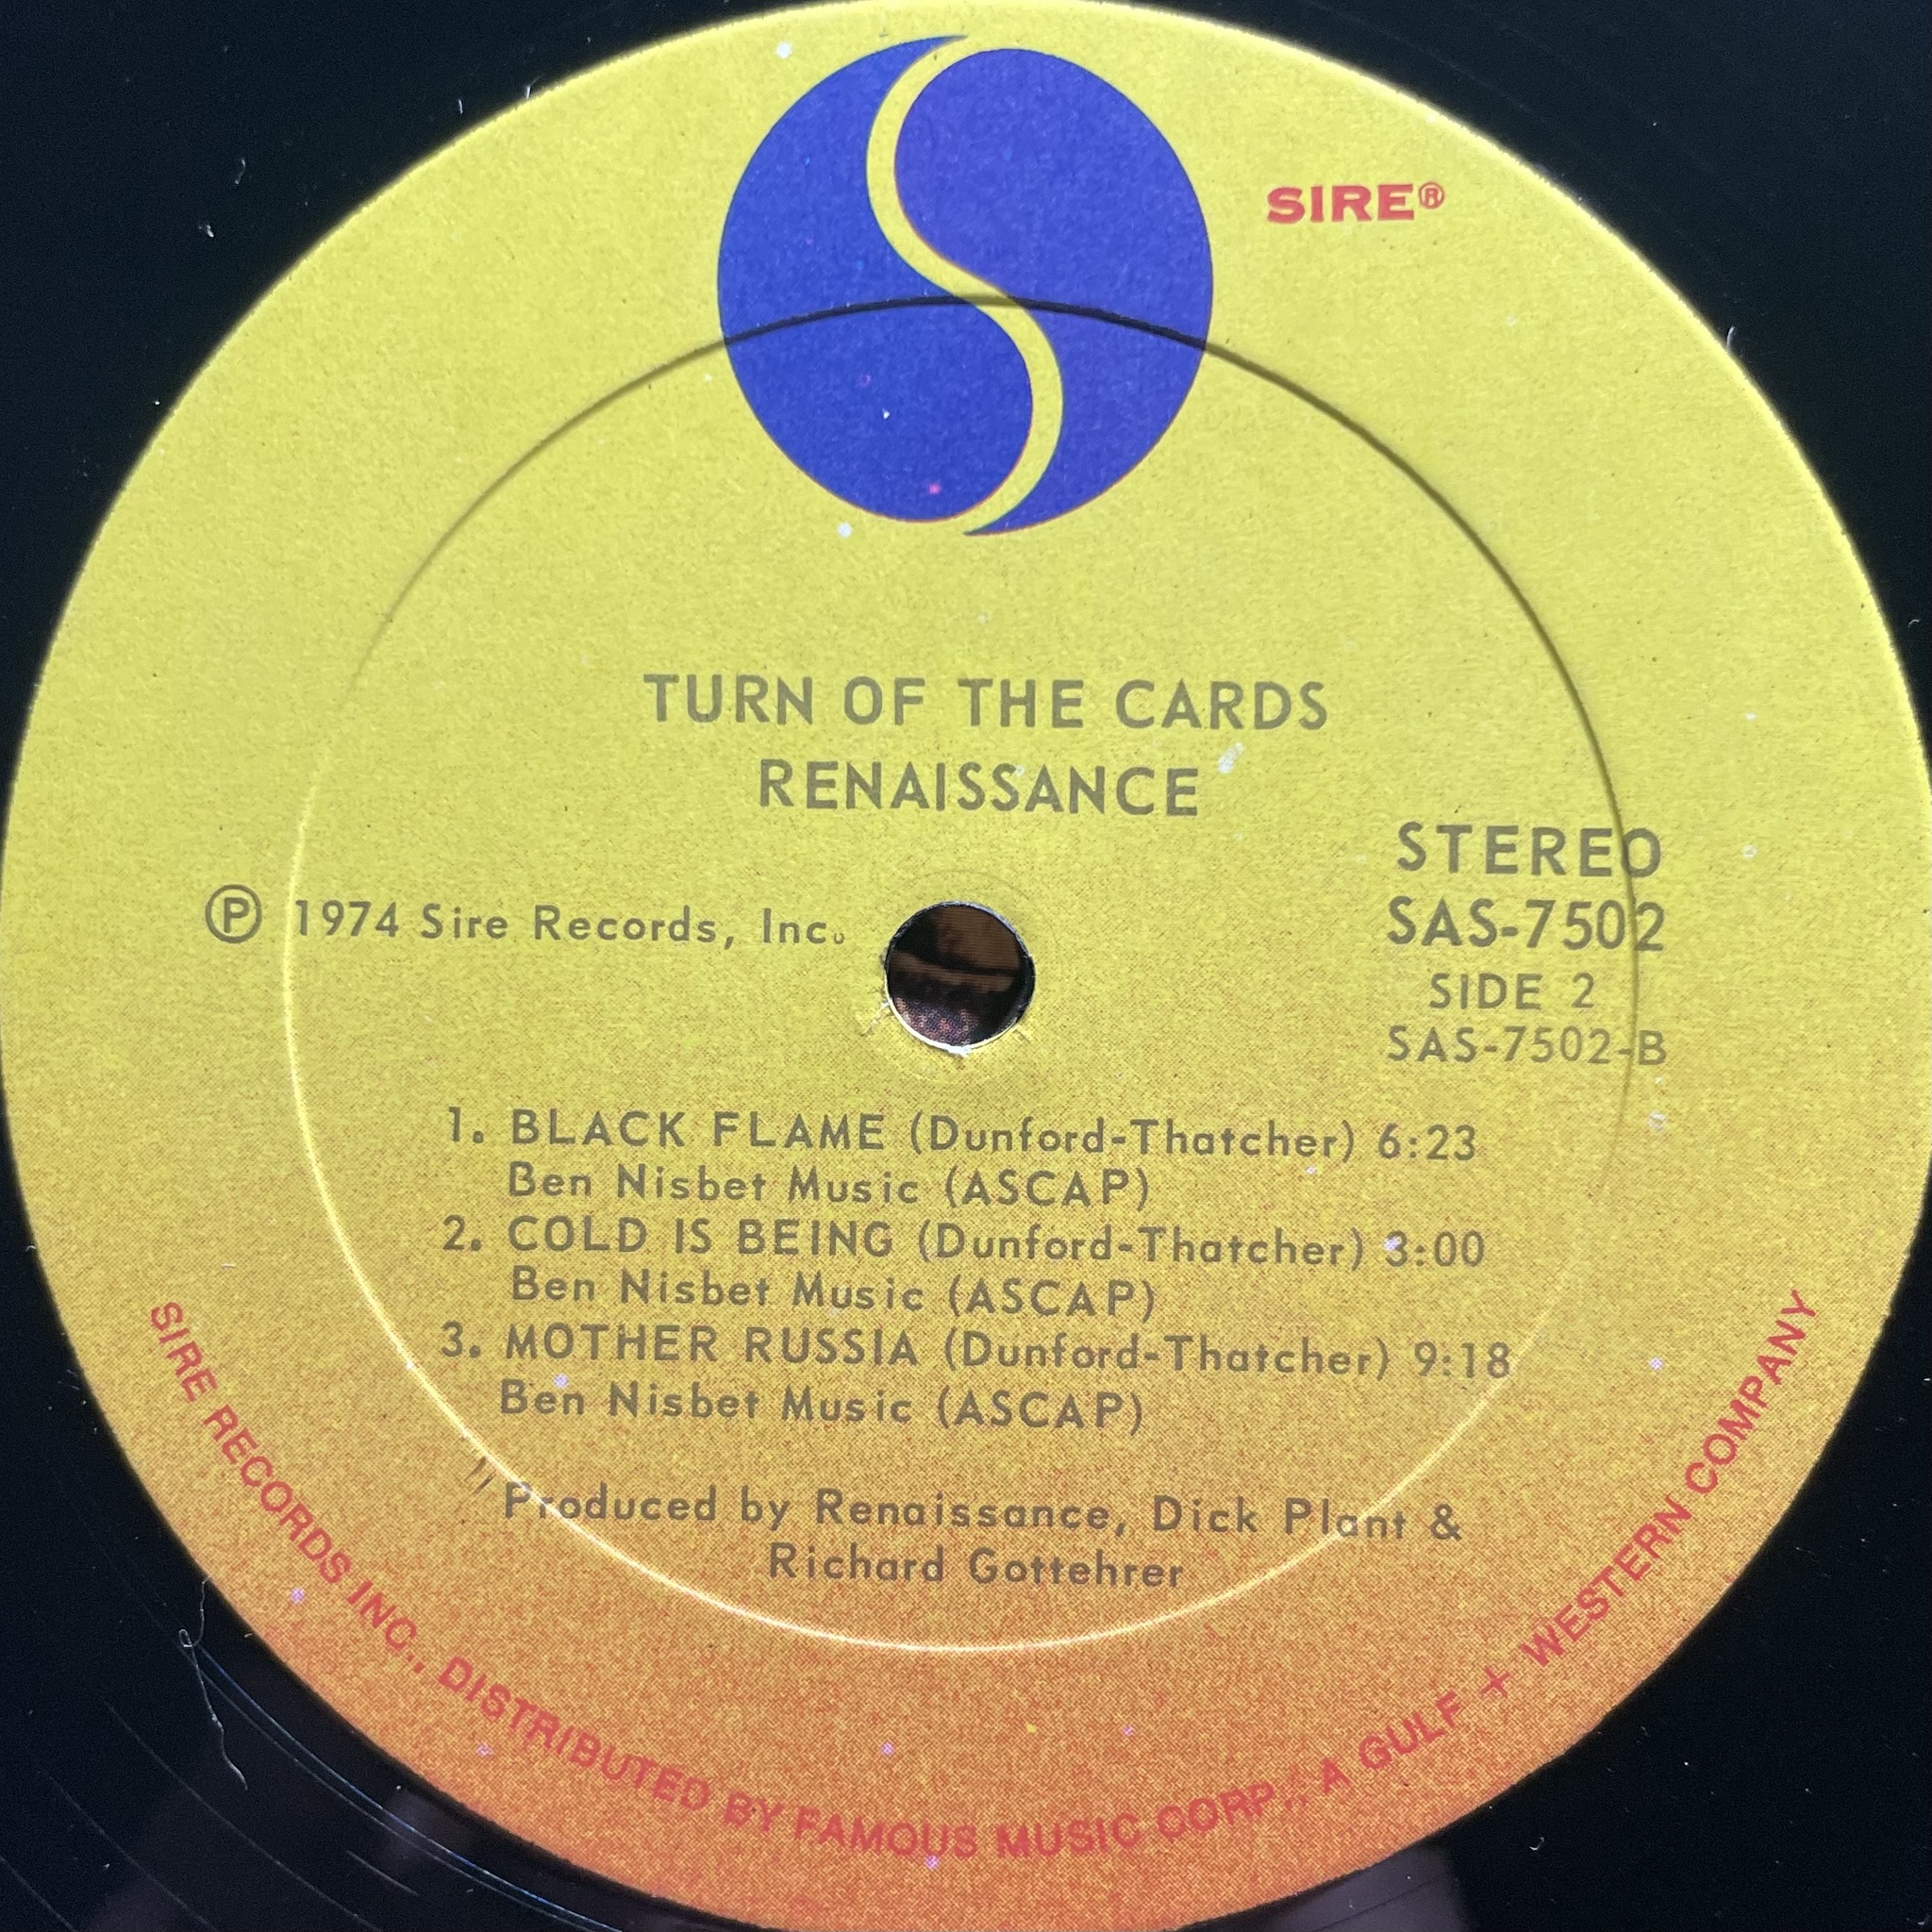 SIRE®
TURN OF THE CARDS
RENAISSANCE
STEREO
℗ 1974 Sire Records, Inc.
SAS-7502
SIDE 2
SAS-7502-B
1. BLACK FLAME (Dunford-Thatcher) 6:23
Ben Nisbet Music (ASCAP)
2. COLD IS BEING (Dunford-Thatcher) 3:00
Ben Nisbet Music (ASCAP)
3. MOTHER RUSSIA (Dunford-Thatcher) 9:18
Ben Nisbet Music (ASCAP)
Produced by Renaissance, Dick Plant &
Richard Gottehrer
SIRE RECORDS INC., DISTRIBUTED BY FAMOUS MUSIC CORP., A GULF + WESTERN COMPANY